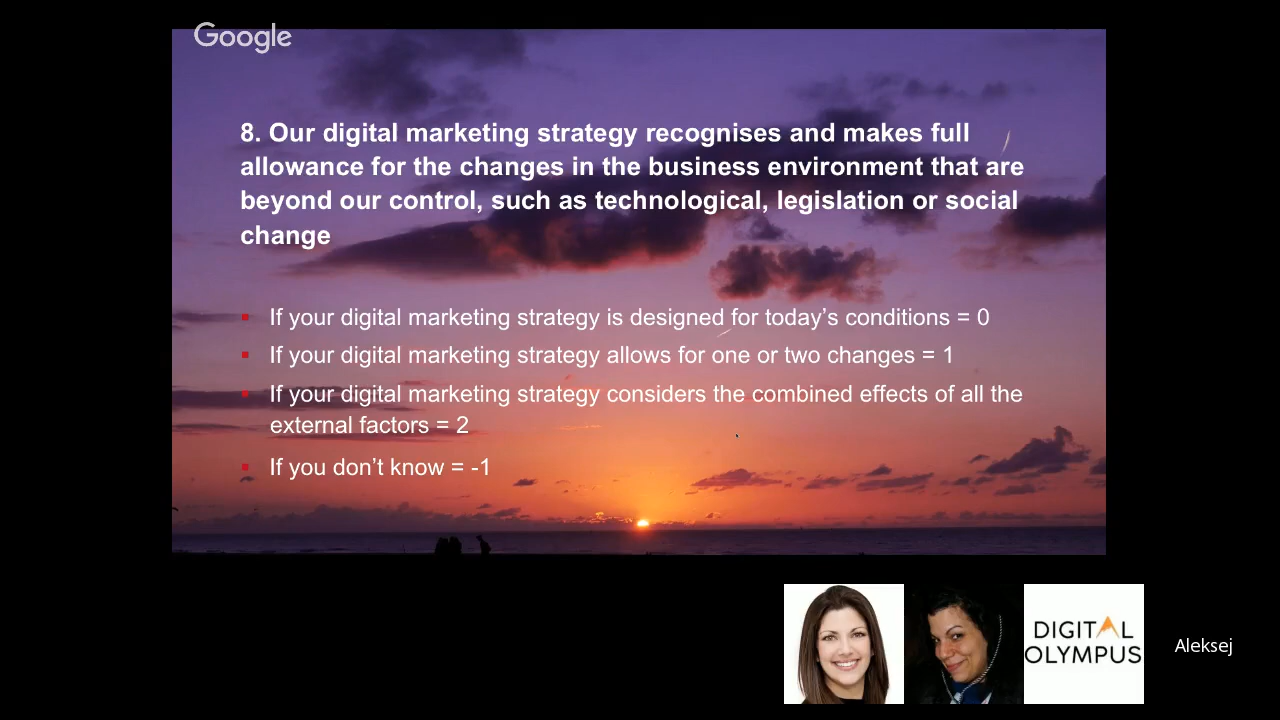 Google
8. Our digital marketing strategy recognises and makes full
allowance for the changes in the business environment that are
beyond our control, such as technological, legislation or social
change
If your digital marketing strategy is designed for today’s conditions = 0
If your digital marketing strategy allows for one or two changes = 1
If your digital marketing strategy considers the combined effects of all the
external factors = 2
If you don’t know = -1
DIGITAL
OLYMPUS
Aleksej